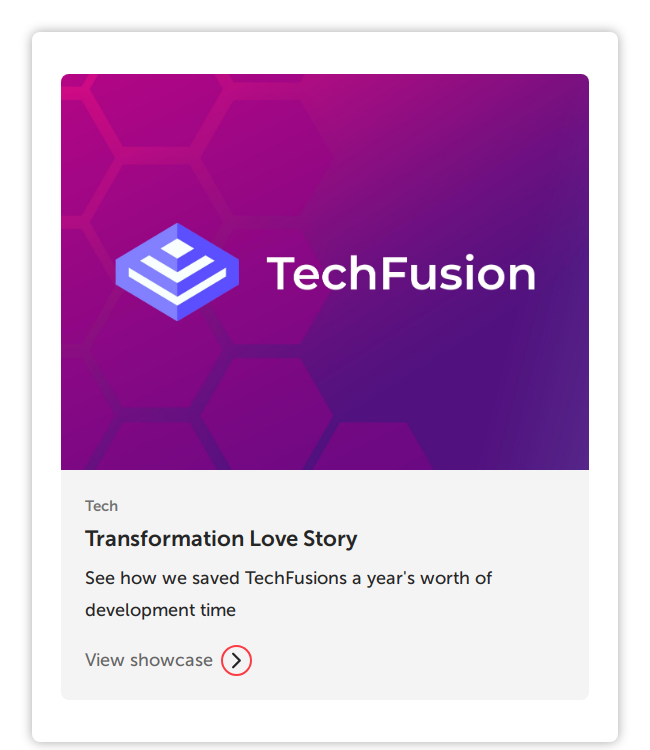 TechFusion
Tech
Transformation Love Story
See how we saved TechFusions a year's worth of
development time
View showcase